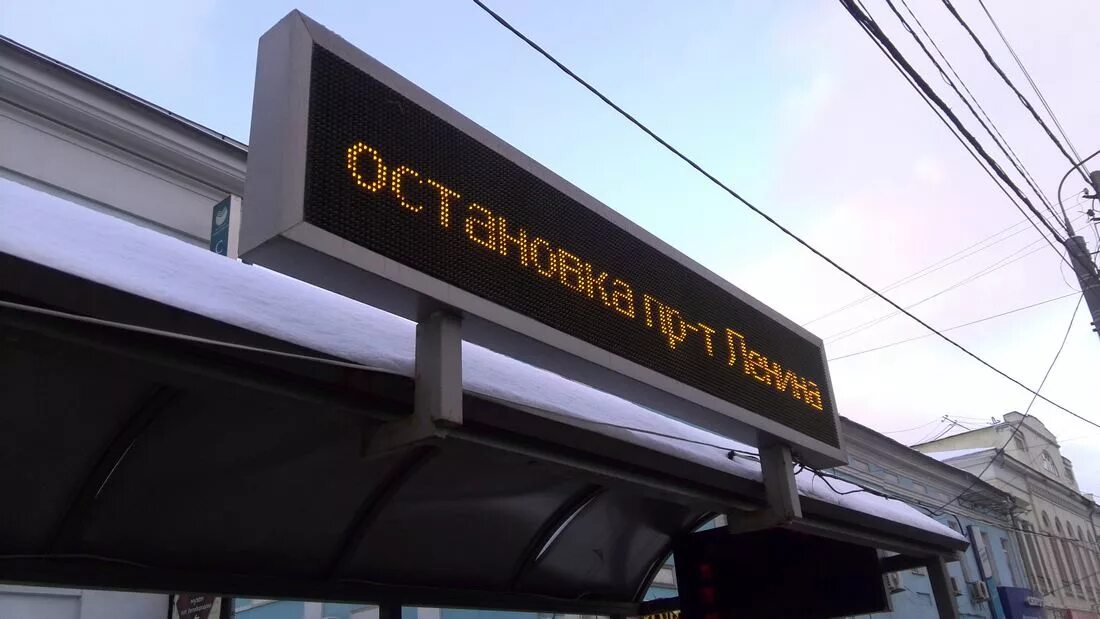 остановка пр-т Ленина
С